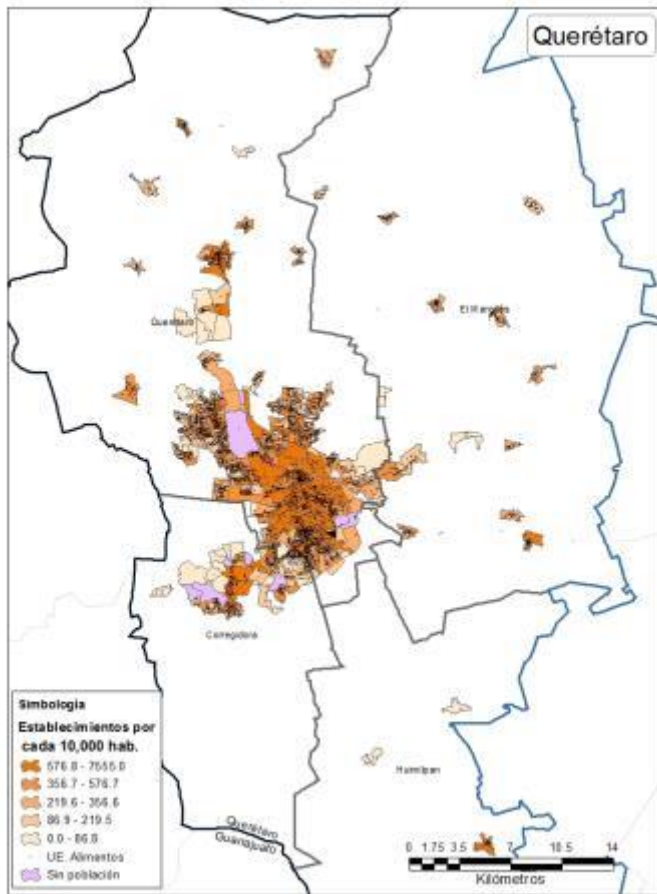 Querétaro
Querétaro
El Marqués
Corregidora
Huimilpan
Querétaro
Guanajuato
Simbología
Establecimientos por
cada 10,000 hab.
576.8 - 7555.0
356.7 - 576.7
219.6 - 356.6
86.9 - 219.5
0.0 - 86.8
UE. Alimentos
Sin población
0 1.75 3.5 7 10.5 14
Kilómetros